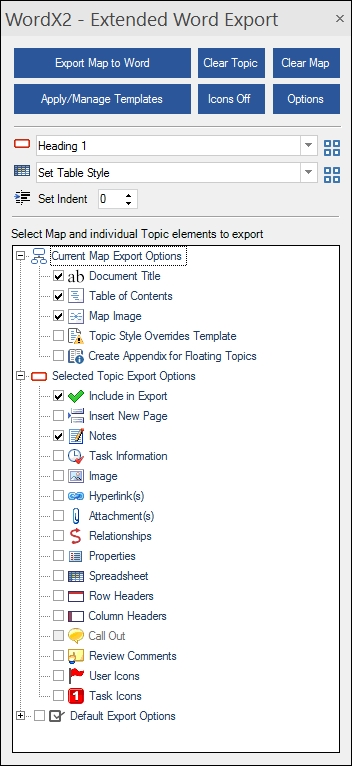 WordX2 - Extended Word Export ×
Export Map to Word Clear Topic Clear Map
Apply/Manage Templates Icons Off Options
Heading 1
Set Table Style
Set Indent 0
Select Map and individual Topic elements to export
Current Map Export Options
ab Document Title
Table of Contents
Map Image
Topic Style Overrides Template
Create Appendix for Floating Topics
Selected Topic Export Options
Include in Export
Insert New Page
Notes
Task Information
Image
Hyperlink(s)
Attachment(s)
Relationships
Properties
Spreadsheet
Row Headers
Column Headers
Call Out
Review Comments
User Icons
1 Task Icons
Default Export Options